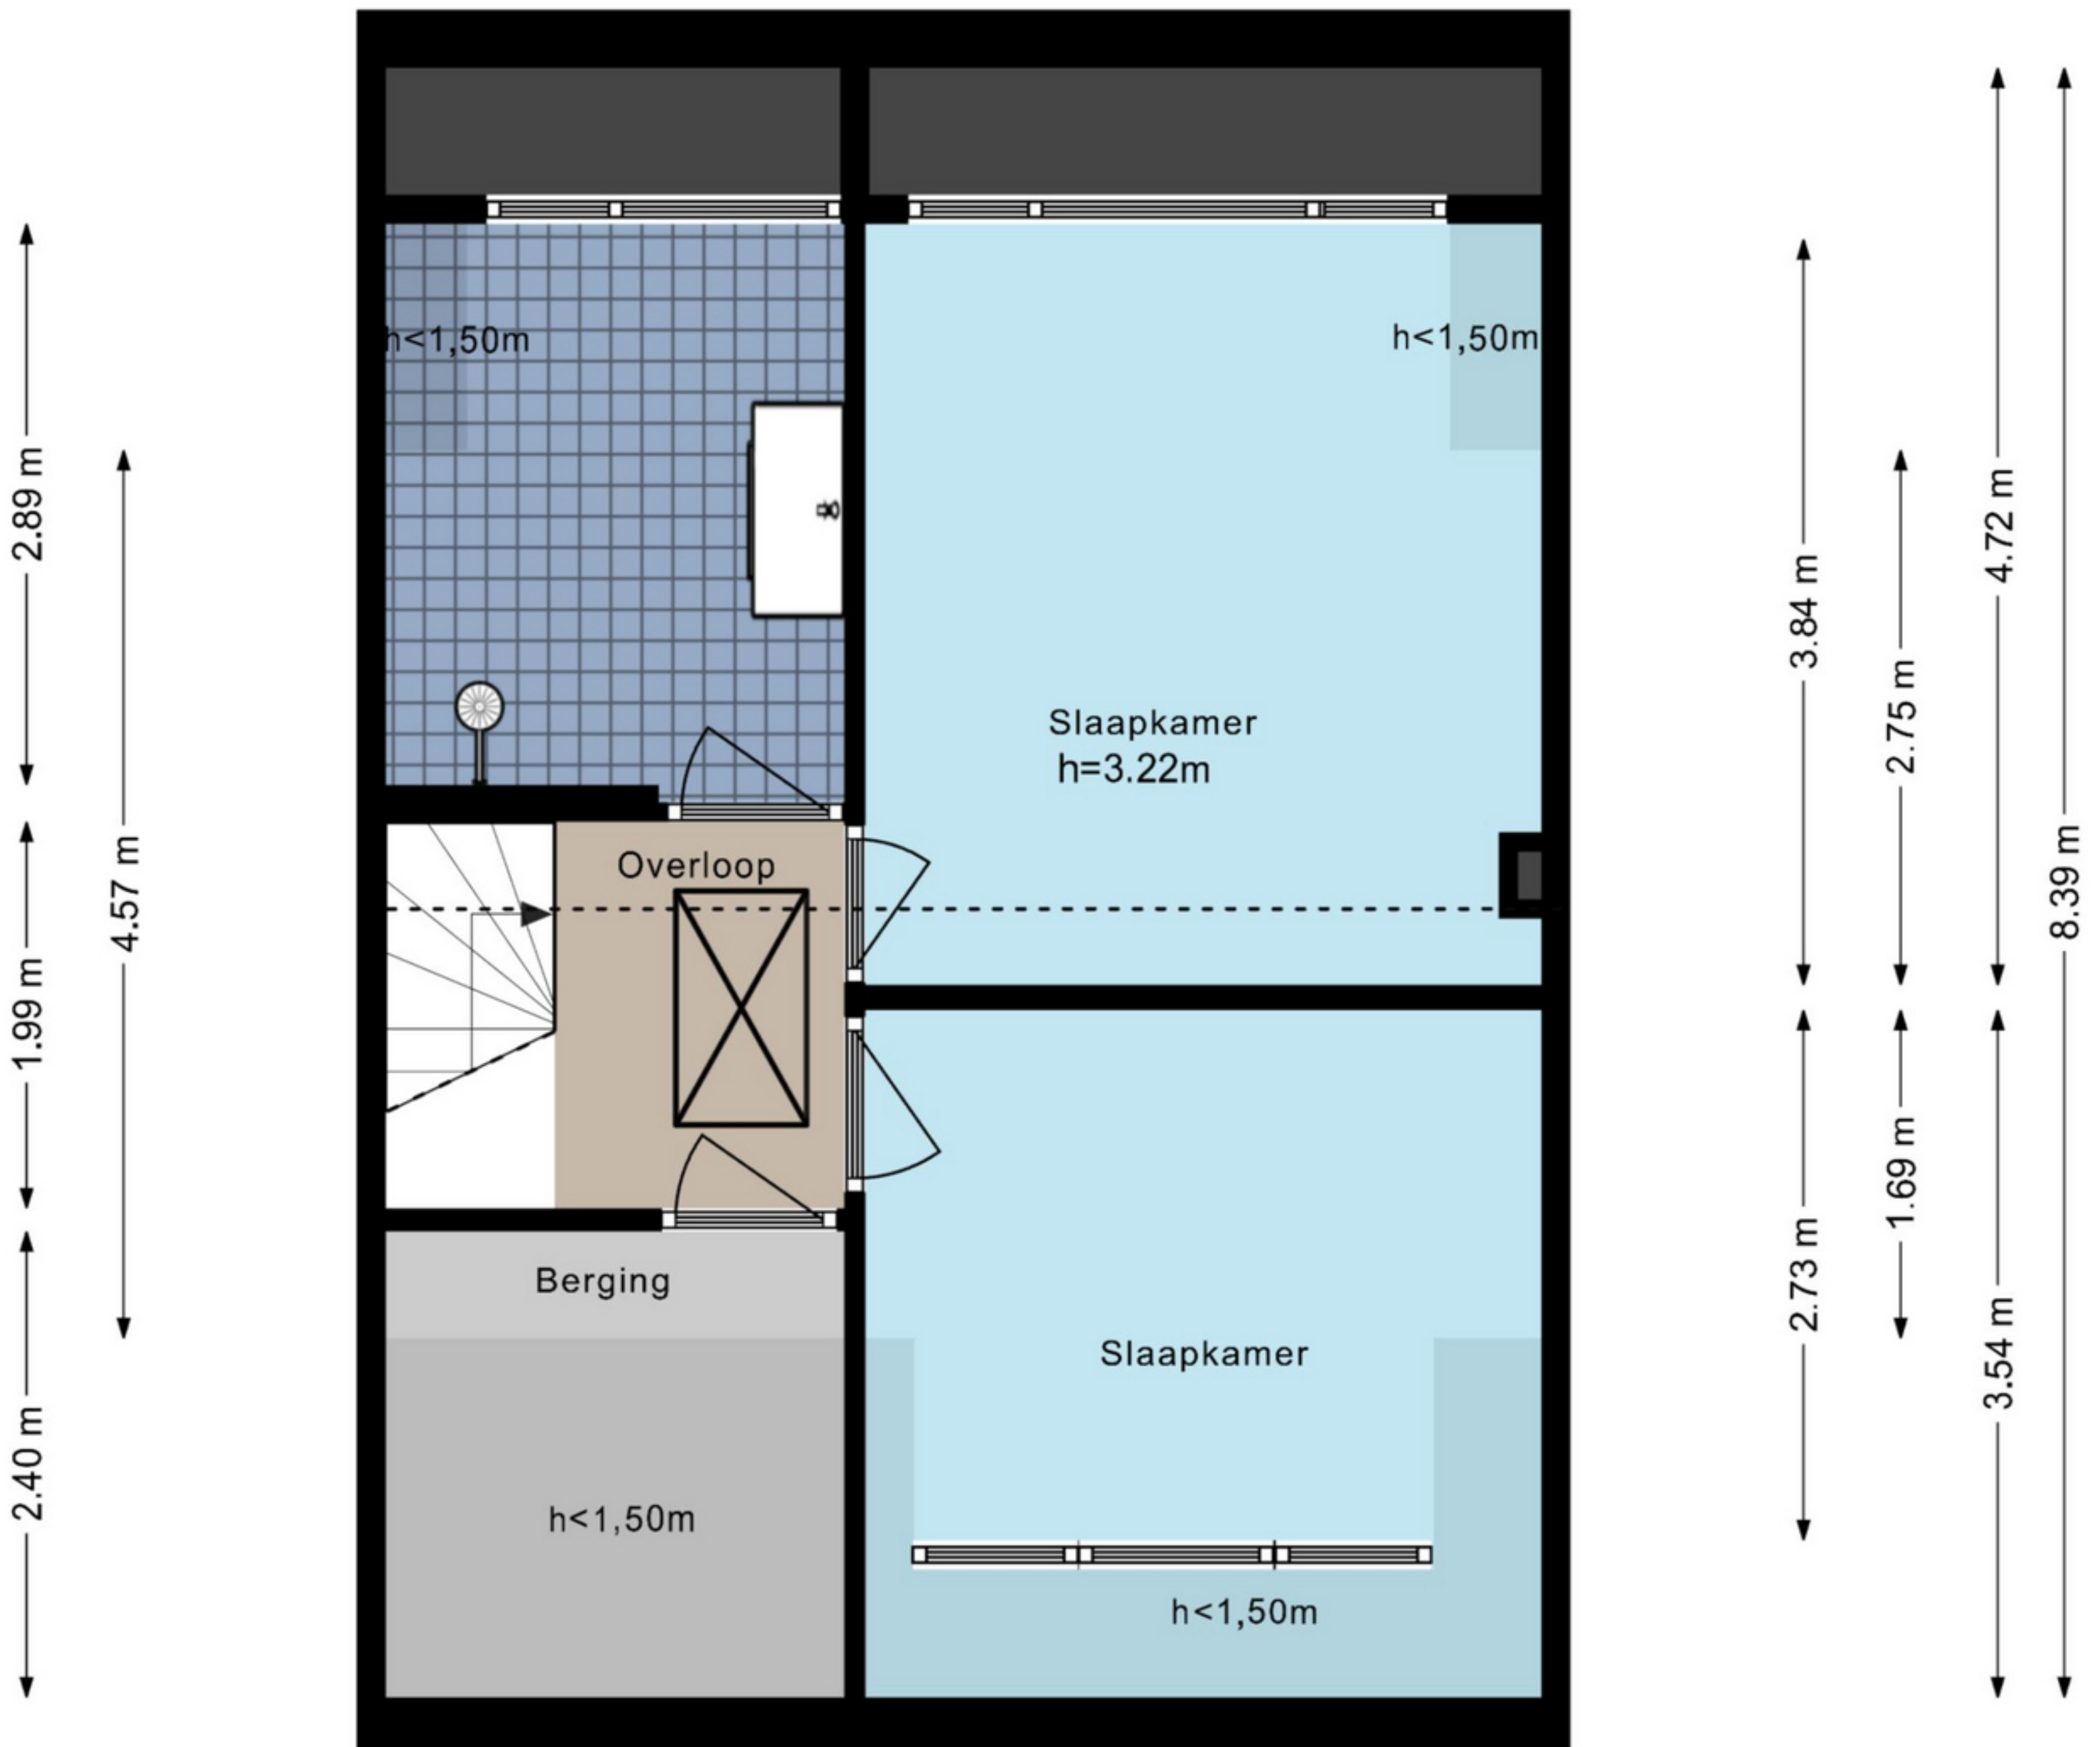 h<1,50m
h<1,50m
2.89 m
4.72 m
3.84 m
2.75 m
Slaapkamer
h=3.22m
Overloop
4.57 m
8.39 m
1.99 m
1.69 m
Berging
2.73 m
Slaapkamer
3.54 m
2.40 m
h<1,50m
h<1,50m